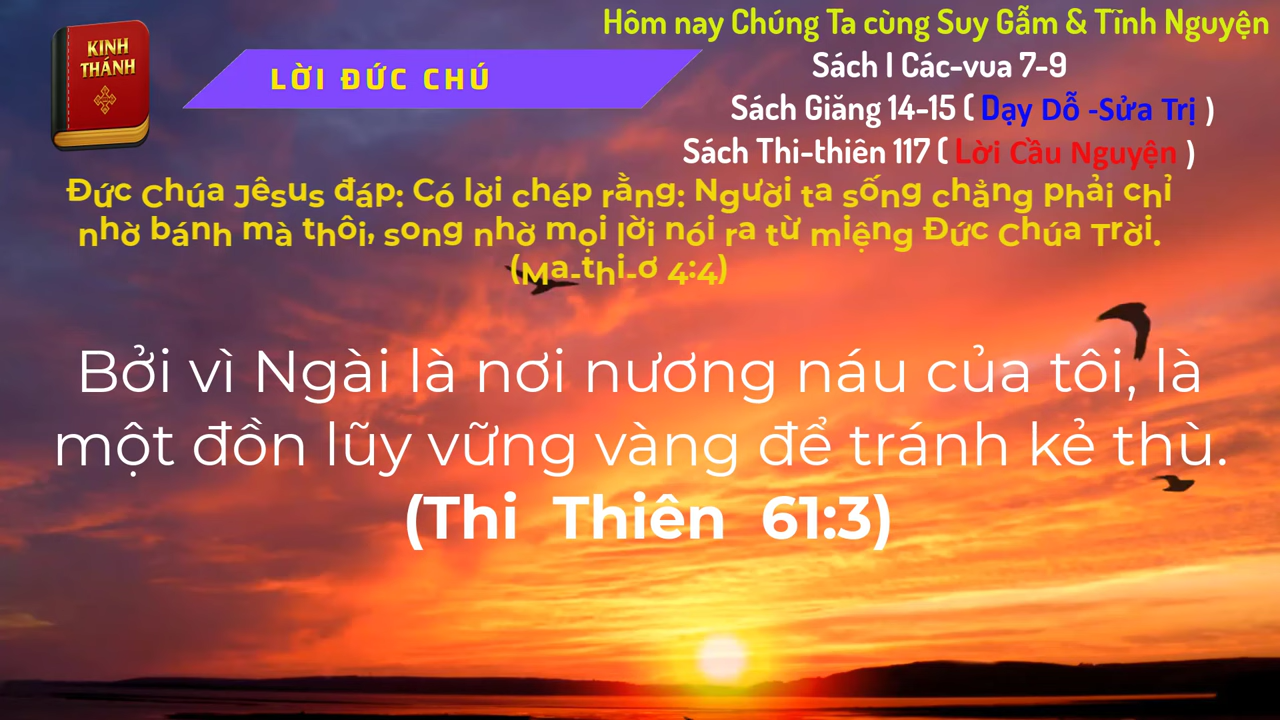 Hôm nay Chúng Ta cùng Suy Gẫm & Tĩnh Nguyện
Sách I Các-vua 7-9
Sách Giăng 14-15 ( Dạy Dỗ -Sửa Trị )
Sách Thi-thiên 117 ( Lời Cầu Nguyện )
KINH
THÁNH
LỜI ĐỨC CHÚ
Đức Chúa Jêsus đáp: Có lời chép rằng: Người ta sống chẳng phải chỉ
nhờ bánh mà thôi, song nhờ mọi lời nói ra từ miệng Đức Chúa Trời.
(Ma-thi-ơ 4:4)
Bởi vì Ngài là nơi nương náu của tôi, là
một đồn lũy vững vàng để tránh kẻ thù.
(Thi Thiên 61:3)